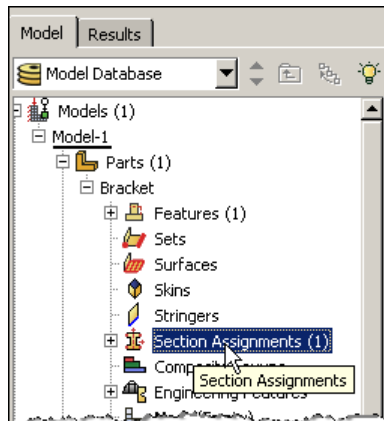 Model Results
Model Database
Models (1)
Model-1
Parts (1)
Bracket
Features (1)
Sets
Surfaces
Skins
Stringers
Section Assignments (1)
Section Assignments
Engineering Features